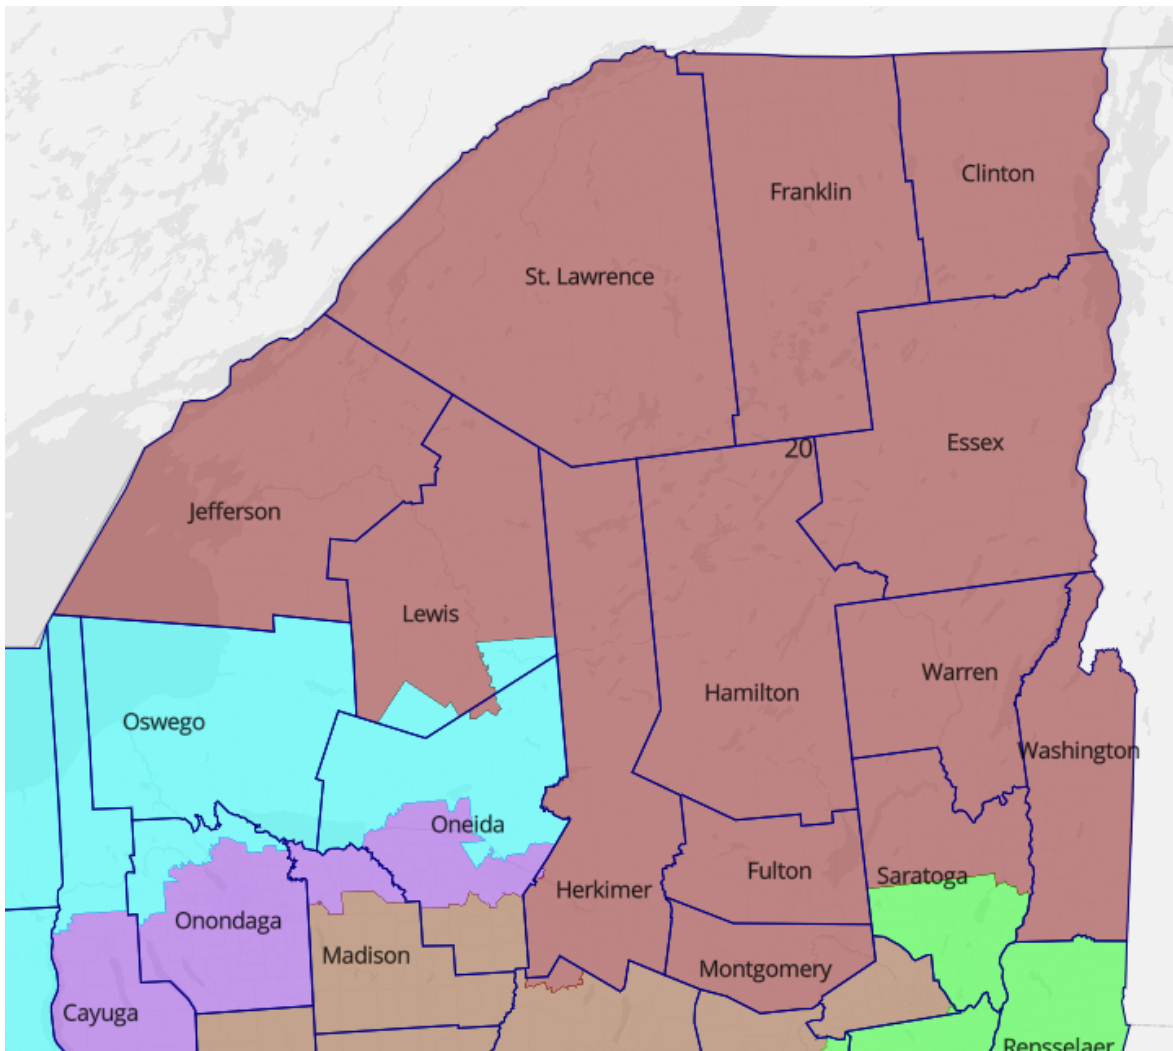 Clinton
Franklin
St. Lawrence
Essex
20
Jefferson
Lewis
Warren
Hamilton
Oswego
Washington
Oneida
Fulton
Saratoga
Herkimer
Onondaga
Madison
Montgomery
Cayuga
Rensselaer